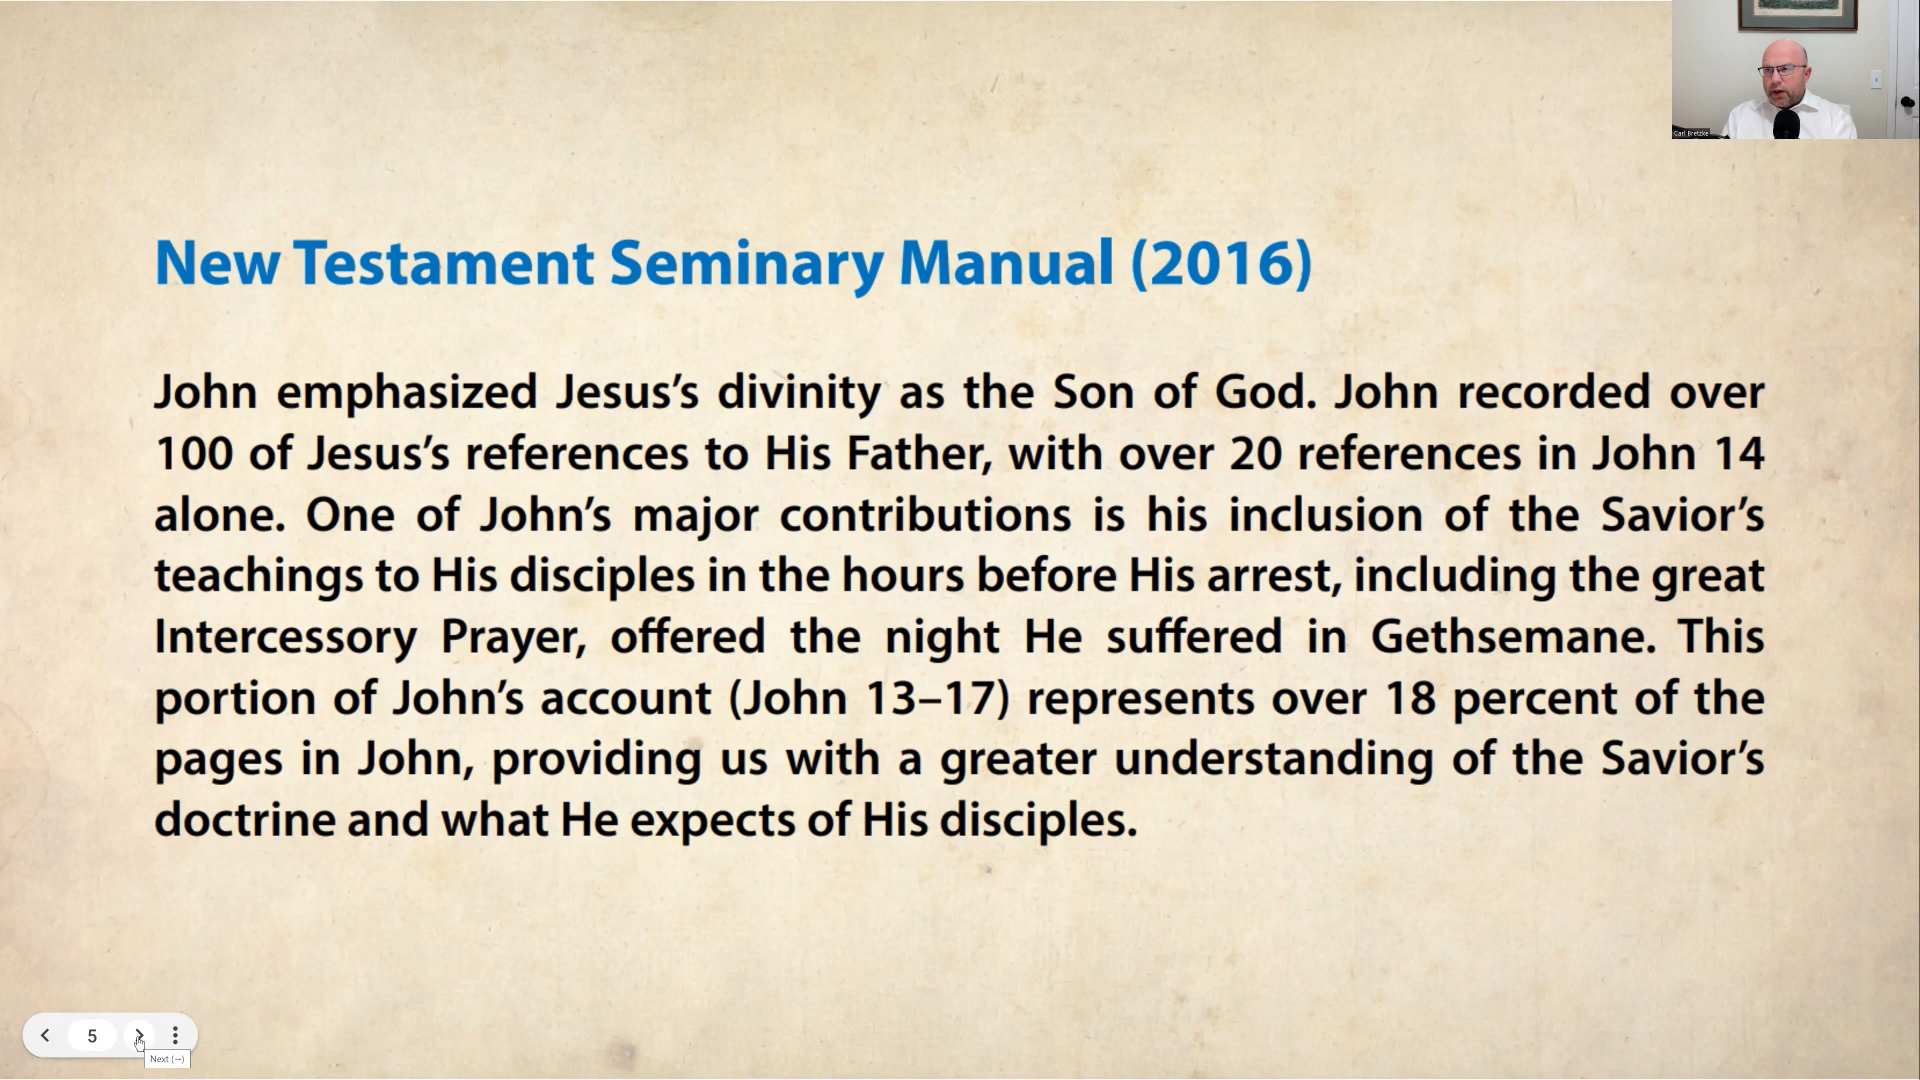 Carl Bretzke
New Testament Seminary Manual (2016)
John emphasized Jesus’s divinity as the Son of God. John recorded over
100 of Jesus’s references to His Father, with over 20 references in John 14
alone. One of John’s major contributions is his inclusion of the Savior’s
teachings to His disciples in the hours before His arrest, including the great
Intercessory Prayer, offered the night He suffered in Gethsemane. This
portion of John’s account (John 13–17) represents over 18 percent of the
pages in John, providing us with a greater understanding of the Savior’s
doctrine and what He expects of His disciples.
5
Next (→)